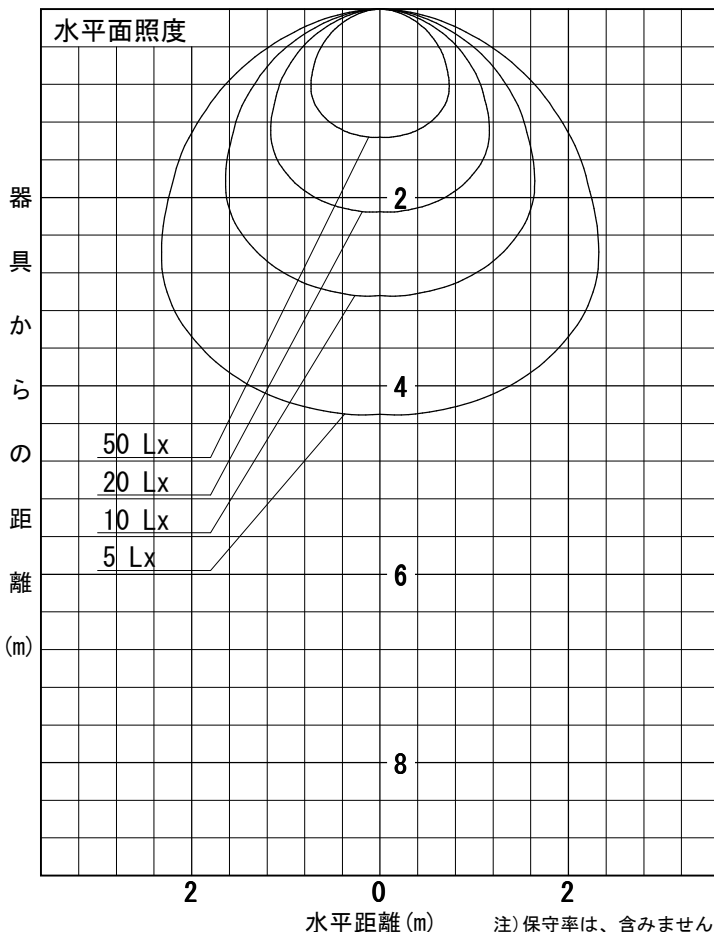 水平面照度
器具からの距離(m)
2
4
6
8
50 Lx
20 Lx
10 Lx
5 Lx
2 0 2
水平距離(m)
注)保守率は、含みません